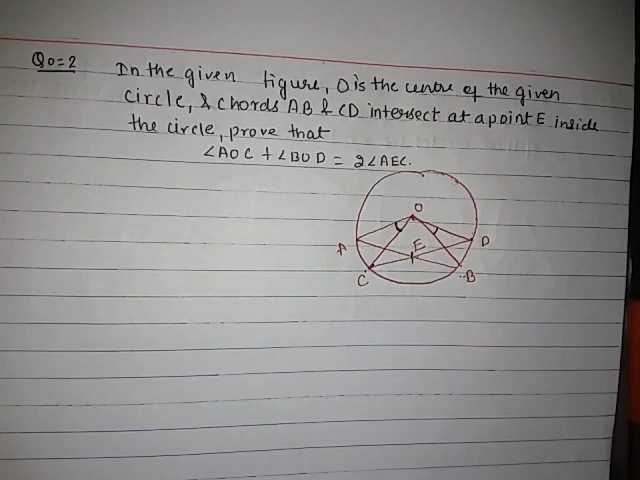 Qo=2 In the given figure, O is the centre of the given
circle, & chords AB & CD intersect at a point E inside
the circle, prove that
∠AOC + ∠BOD = 2∠AEC.
O
A
E
D
C
B